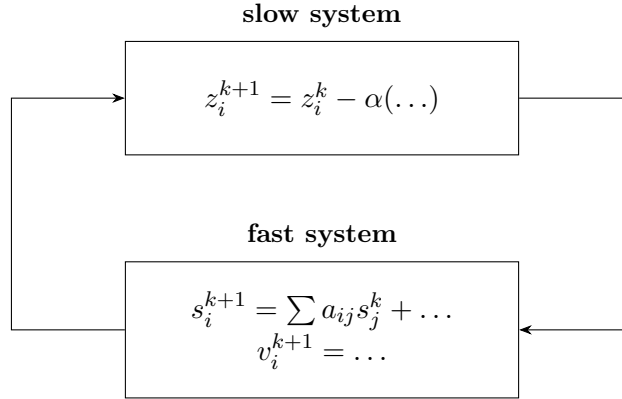 slow system
z_i^{k+1} = z_i^k − α(…)
fast system
s_i^{k+1} = ∑ a_{ij} s_j^k + …
v_i^{k+1} = …